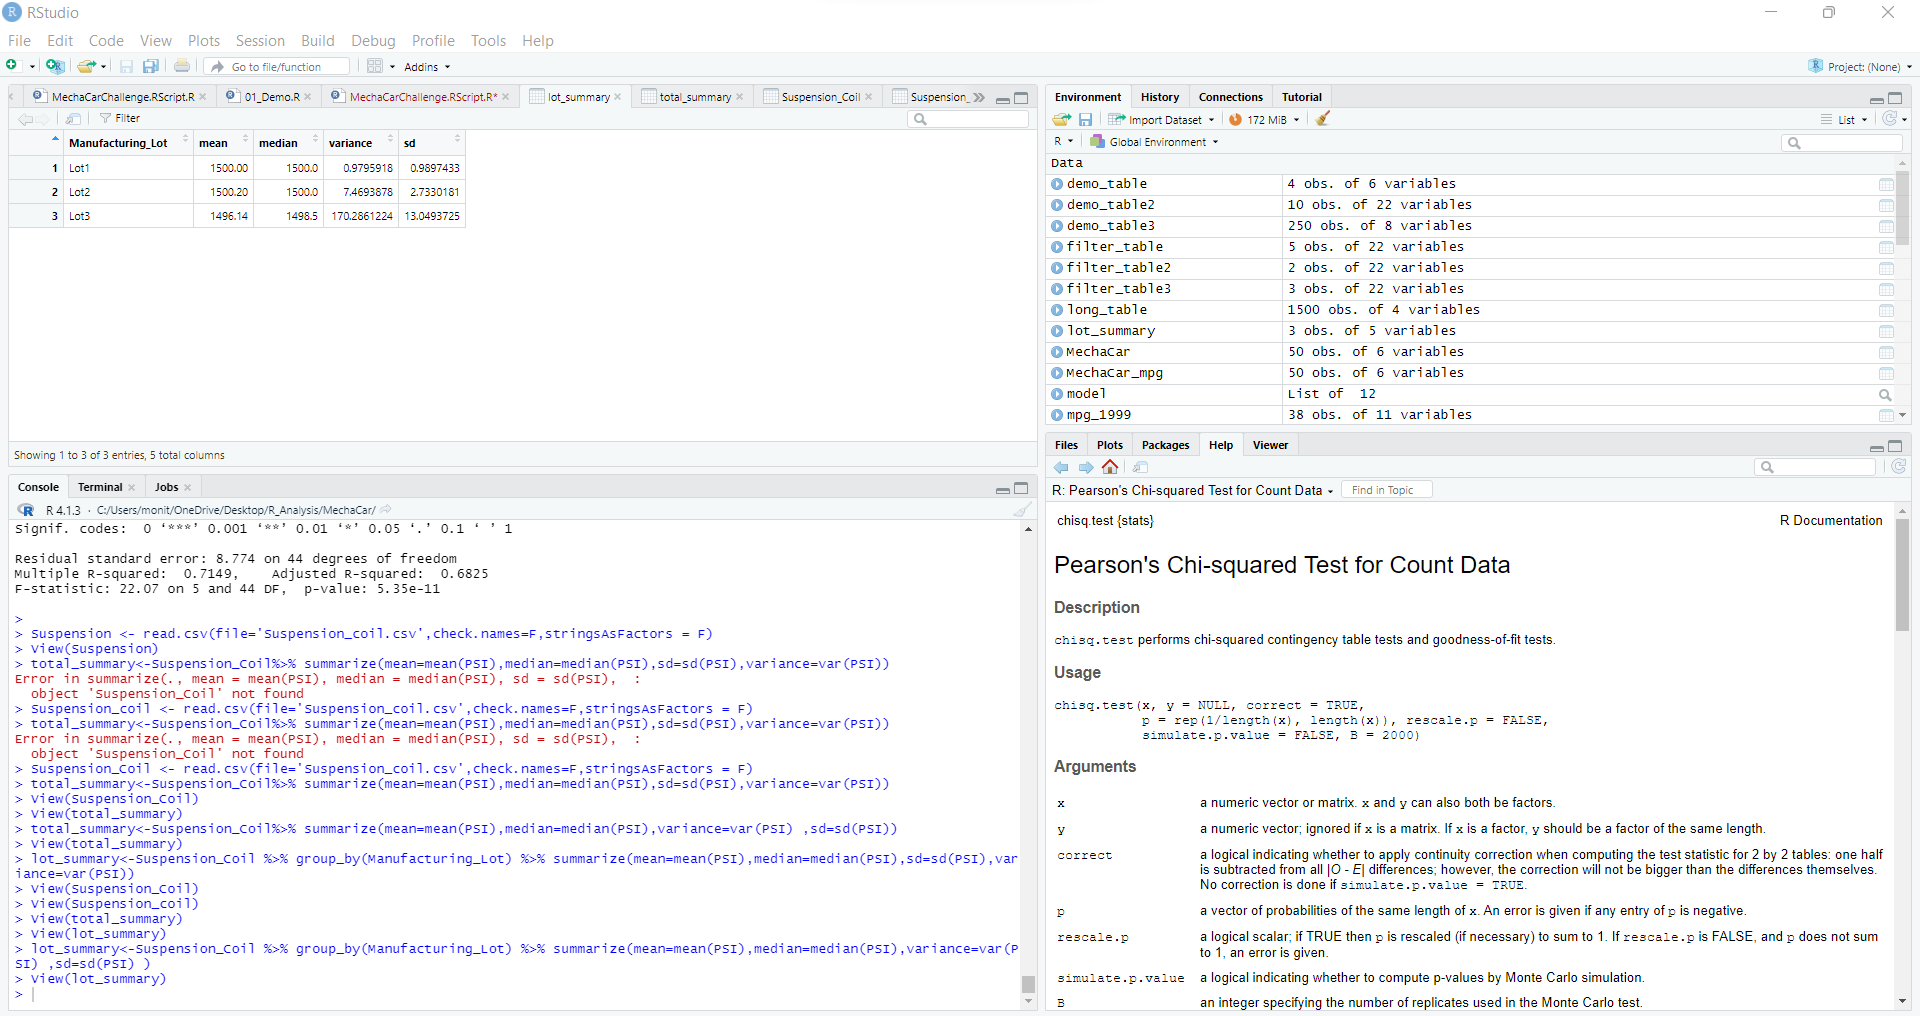 RStudio
File Edit Code View Plots Session Build Debug Profile Tools Help
Go to file/function Addins Project: (None)
MechaCarChallenge.RScript.R 01_Demo.R MechaCarChallenge.RScript.R* lot_summary total_summary Suspension_Coil Suspension_
Filter
Manufacturing_Lot mean median variance sd
1 Lot1 1500.00 1500.0 0.9795918 0.9897433
2 Lot2 1500.20 1500.0 7.4693878 2.7330181
3 Lot3 1496.14 1498.5 170.2861224 13.0493725
Showing 1 to 3 of 3 entries, 5 total columns
Console Terminal Jobs
R 4.1.3 · C:/Users/monit/OneDrive/Desktop/R_Analysis/MechaCar/
Signif. codes:  0 ‘***’ 0.001 ‘**’ 0.01 ‘*’ 0.05 ‘.’ 0.1 ‘ ’ 1
Residual standard error: 8.774 on 44 degrees of freedom
Multiple R-squared:  0.7149,    Adjusted R-squared:  0.6825
F-statistic: 22.07 on 5 and 44 DF,  p-value: 5.35e-11
>
> Suspension <- read.csv(file='Suspension_coil.csv',check.names=F,stringsAsFactors = F)
> View(Suspension)
> total_summary<-Suspension_Coil%>% summarize(mean=mean(PSI),median=median(PSI),sd=sd(PSI),variance=var(PSI))
Error in summarize(., mean = mean(PSI), median = median(PSI), sd = sd(PSI),  :
  object 'Suspension_Coil' not found
> Suspension_coil <- read.csv(file='Suspension_coil.csv',check.names=F,stringsAsFactors = F)
> total_summary<-Suspension_Coil%>% summarize(mean=mean(PSI),median=median(PSI),sd=sd(PSI),variance=var(PSI))
Error in summarize(., mean = mean(PSI), median = median(PSI), sd = sd(PSI),  :
  object 'Suspension_Coil' not found
> Suspension_Coil <- read.csv(file='Suspension_coil.csv',check.names=F,stringsAsFactors = F)
> total_summary<-Suspension_Coil%>% summarize(mean=mean(PSI),median=median(PSI),sd=sd(PSI),variance=var(PSI))
> View(Suspension_Coil)
> View(total_summary)
> total_summary<-Suspension_Coil%>% summarize(mean=mean(PSI),median=median(PSI),variance=var(PSI) ,sd=sd(PSI))
> View(total_summary)
> lot_summary<-Suspension_Coil %>% group_by(Manufacturing_Lot) %>% summarize(mean=mean(PSI),median=median(PSI),sd=sd(PSI),var
iance=var(PSI))
> View(Suspension_Coil)
> View(Suspension_coil)
> View(total_summary)
> View(lot_summary)
> lot_summary<-Suspension_Coil %>% group_by(Manufacturing_Lot) %>% summarize(mean=mean(PSI),median=median(PSI),variance=var(P
SI) ,sd=sd(PSI) )
> View(lot_summary)
>
Environment History Connections Tutorial
Import Dataset 172 MiB List
R Global Environment
Data
demo_table 4 obs. of 6 variables
demo_table2 10 obs. of 22 variables
demo_table3 250 obs. of 8 variables
filter_table 5 obs. of 22 variables
filter_table2 2 obs. of 22 variables
filter_table3 3 obs. of 22 variables
long_table 1500 obs. of 4 variables
lot_summary 3 obs. of 5 variables
MechaCar 50 obs. of 6 variables
MechaCar_mpg 50 obs. of 6 variables
model List of  12
mpg_1999 38 obs. of 11 variables
Files Plots Packages Help Viewer
R: Pearson's Chi-squared Test for Count Data Find in Topic
chisq.test {stats} R Documentation
Pearson's Chi-squared Test for Count Data
Description
chisq.test performs chi-squared contingency table tests and goodness-of-fit tests.
Usage
chisq.test(x, y = NULL, correct = TRUE,
p = rep(1/length(x), length(x)), rescale.p = FALSE,
simulate.p.value = FALSE, B = 2000)
Arguments
x a numeric vector or matrix. x and y can also both be factors.
y a numeric vector; ignored if x is a matrix. If x is a factor, y should be a factor of the same length.
correct a logical indicating whether to apply continuity correction when computing the test statistic for 2 by 2 tables: one half
is subtracted from all |O - E| differences; however, the correction will not be bigger than the differences themselves.
No correction is done if simulate.p.value = TRUE.
p a vector of probabilities of the same length of x. An error is given if any entry of p is negative.
rescale.p a logical scalar; if TRUE then p is rescaled (if necessary) to sum to 1. If rescale.p is FALSE, and p does not sum
to 1, an error is given.
simulate.p.value a logical indicating whether to compute p-values by Monte Carlo simulation.
B an integer specifying the number of replicates used in the Monte Carlo test.